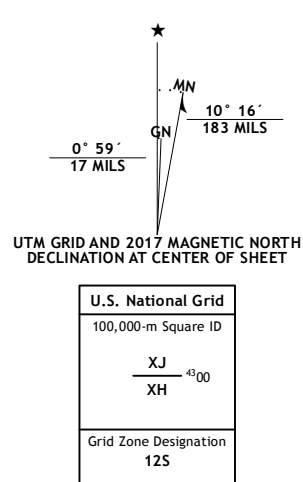 ★
MN
GN
10° 16´
183 MILS
0° 59´
17 MILS
UTM GRID AND 2017 MAGNETIC NORTH
DECLINATION AT CENTER OF SHEET
U.S. National Grid
100,000-m Square ID
XJ
4300
XH
Grid Zone Designation
12S